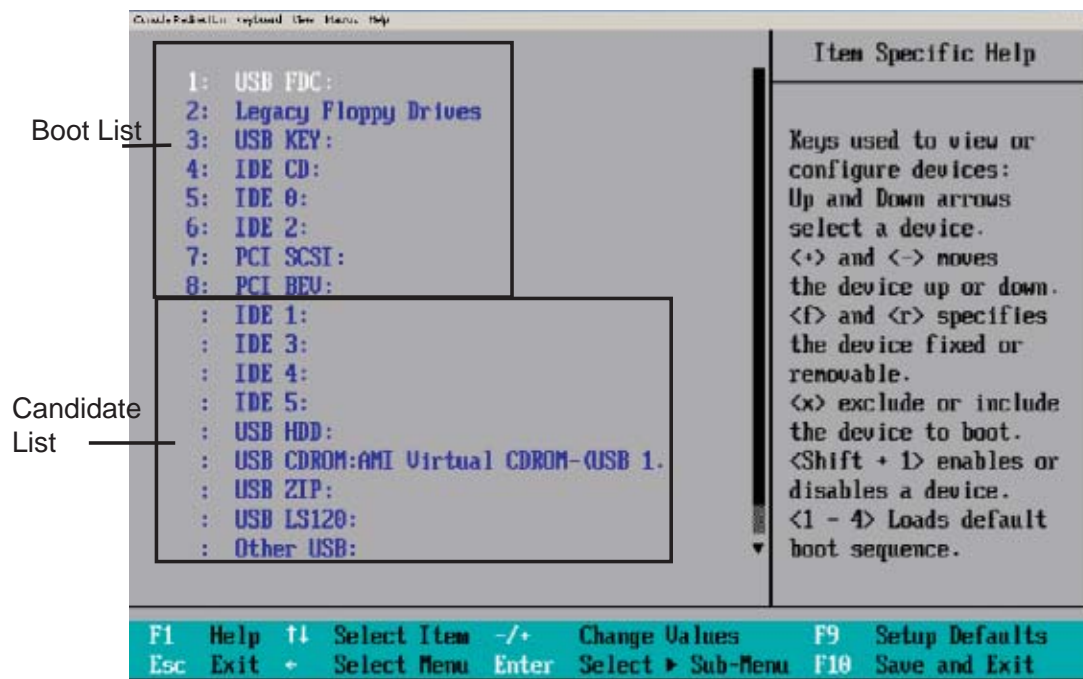 Console Redirection Keyboard View Macros Help
Item Specific Help
Boot List
1: USB FDC:
2: Legacy Floppy Drives
3: USB KEY:
4: IDE CD:
5: IDE 0:
6: IDE 2:
7: PCI SCSI:
8: PCI BEV:
Candidate
List
: IDE 1:
: IDE 3:
: IDE 4:
: IDE 5:
: USB HDD:
: USB CDROM:AMI Virtual CDROM-(USB 1.
: USB ZIP:
: USB LS120:
: Other USB:
Keys used to view or
configure devices:
Up and Down arrows
select a device.
<+> and <-> moves
the device up or down.
<f> and <r> specifies
the device fixed or
removable.
<x> exclude or include
the device to boot.
<Shift + 1> enables or
disables a device.
<1 - 4> Loads default
boot sequence.
F1 Help ↑↓ Select Item -/+ Change Values F9 Setup Defaults
Esc Exit ← Select Menu Enter Select ▶ Sub-Menu F10 Save and Exit